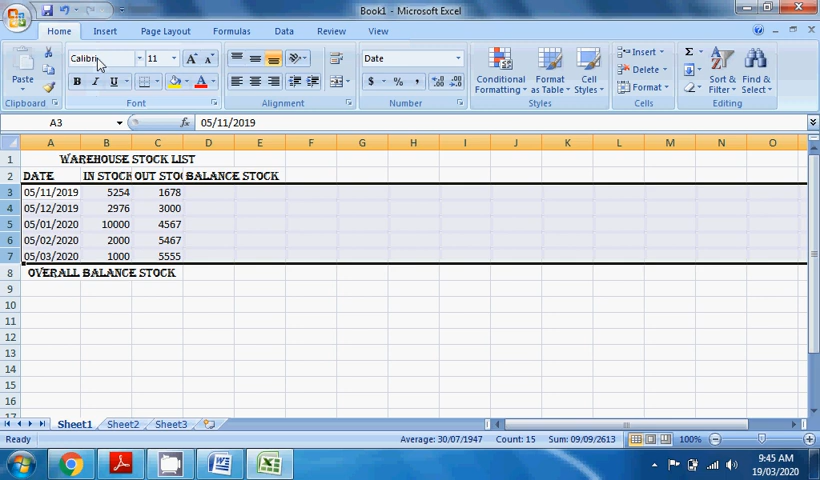 Book1 - Microsoft Excel
Home Insert Page Layout Formulas Data Review View
Calibri 11 Date Insert Σ
Paste B I U A $ % , Conditional Formatting Format as Table Cell Styles Delete Format Sort & Filter Find & Select
Clipboard Font Alignment Number Styles Cells Editing
A3 fx 05/11/2019
A B C D E F G H I J K L M N O
1 WAREHOUSE STOCK LIST
2 DATE IN STOCK OUT STO BALANCE STOCK
3 05/11/2019 5254 1678
4 05/12/2019 2976 3000
5 05/01/2020 10000 4567
6 05/02/2020 2000 5467
7 05/03/2020 1000 5555
8 OVERALL BALANCE STOCK
9
10
11
12
13
14
15
16
17
Sheet1 Sheet2 Sheet3
Ready Average: 30/07/1947 Count: 15 Sum: 09/09/2613 100%
9:45 AM
19/03/2020